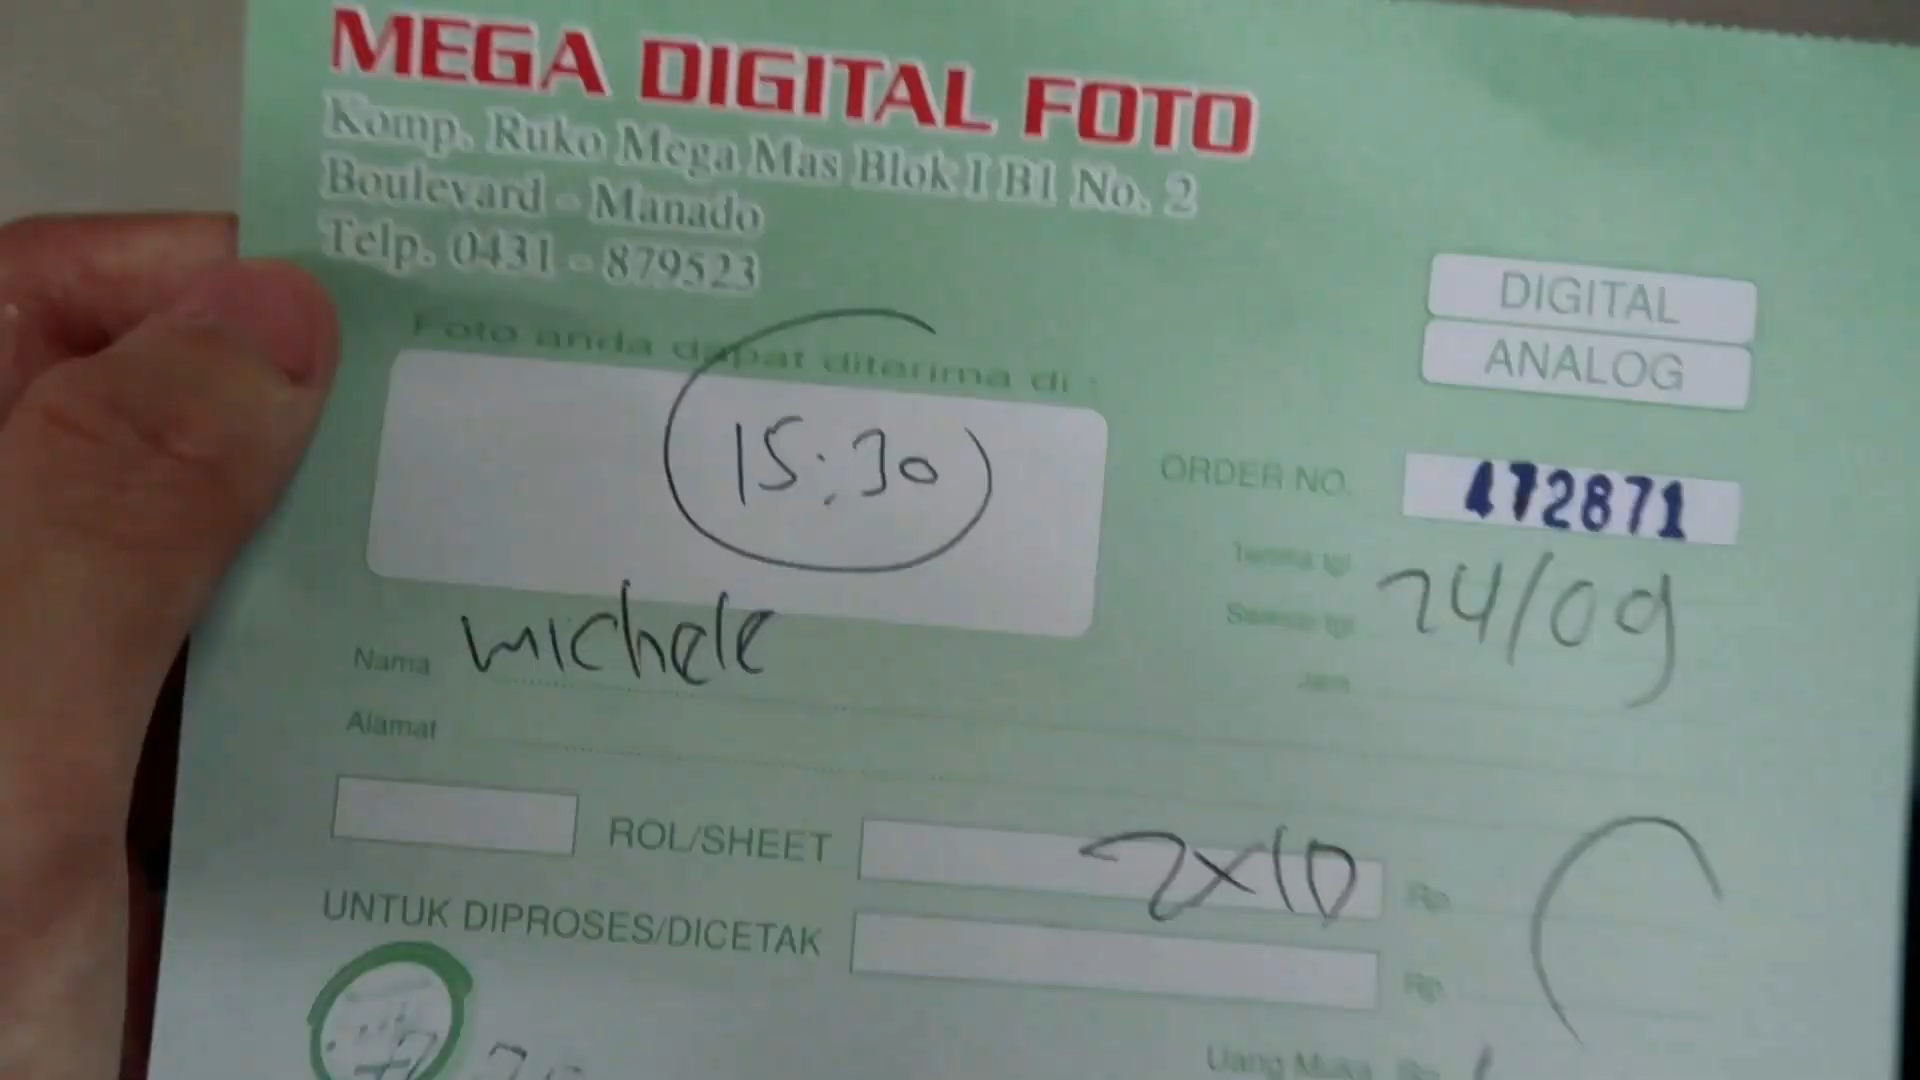 MEGA DIGITAL FOTO
Komp. Ruko Mega Mas Blok I B1 No. 2
Boulevard - Manado
Telp. 0431 - 879523
Foto anda dapat diterima di :
15:30
DIGITAL
ANALOG
ORDER NO. 472871
Terima tgl
24/09
Jam
Nama michele
Alamat
ROL/SHEET 2x10 Rp
UNTUK DIPROSES/DICETAK Rp
Uang Muka